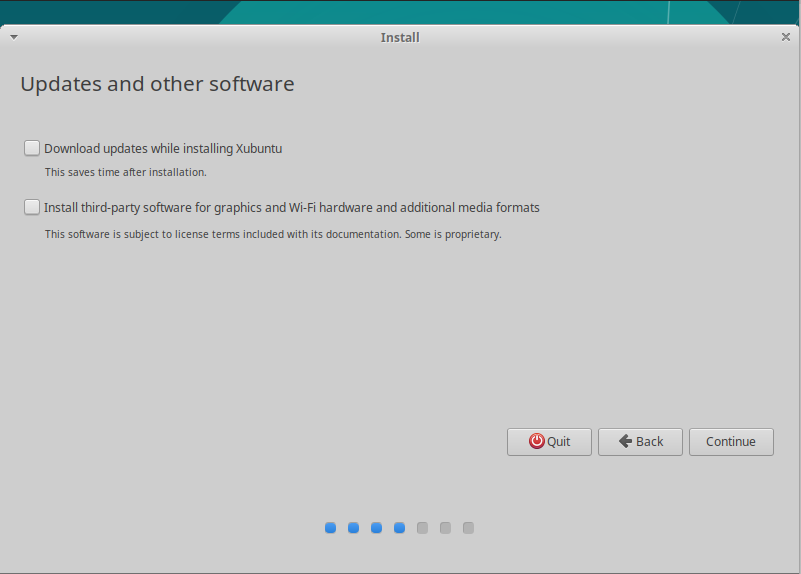 Install
Updates and other software
Download updates while installing Xubuntu
This saves time after installation.
Install third-party software for graphics and Wi-Fi hardware and additional media formats
This software is subject to license terms included with its documentation. Some is proprietary.
Quit
Back
Continue